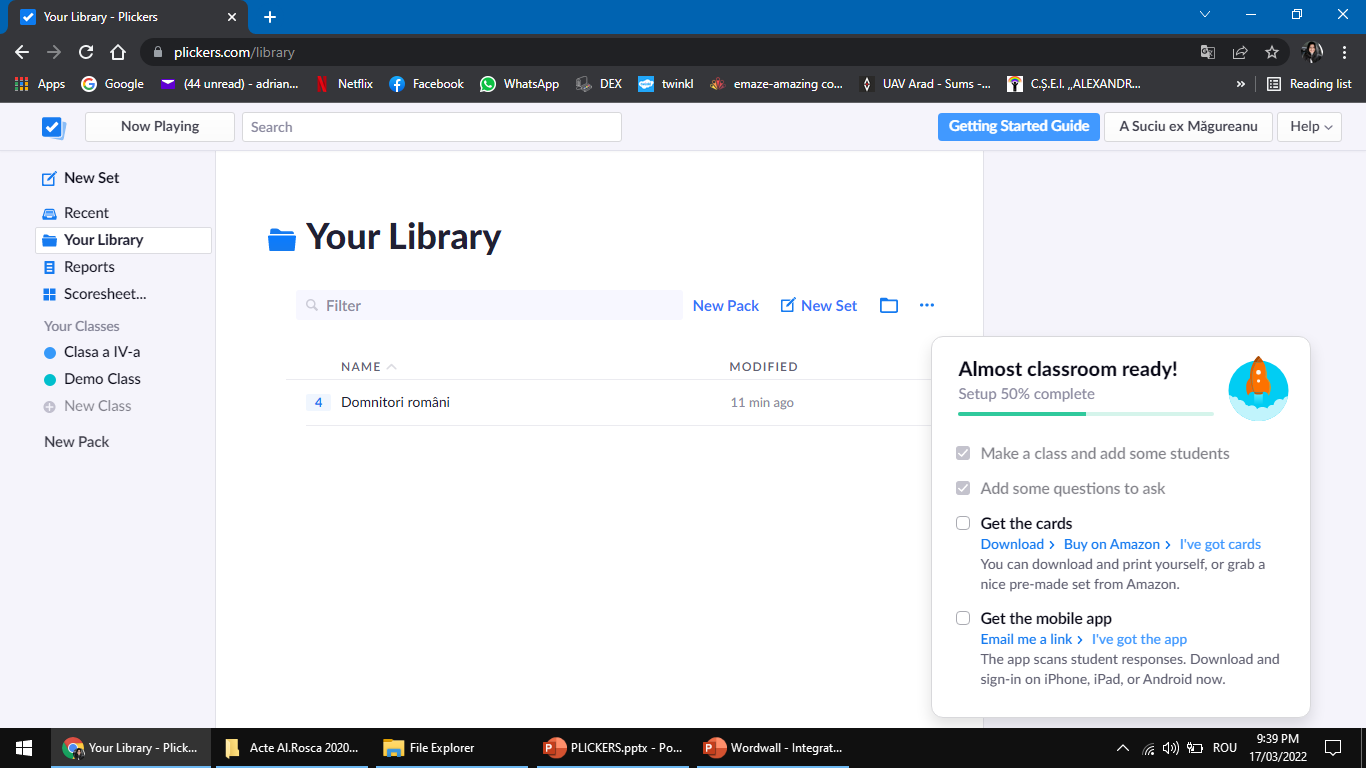 Your Library - Plickers
plickers.com/library
Apps
Google
(44 unread) - adrian...
Netflix
Facebook
WhatsApp
DEX
twinkl
emaze-amazing co...
UAV Arad - Sums -...
C.Ș.E.I. „ALEXANDR...
»
Reading list
Now Playing
Search
Getting Started Guide
A Suciu ex Măgureanu
Help
New Set
Recent
Your Library
Reports
Scoresheet...
Your Classes
Clasa a IV-a
Demo Class
New Class
New Pack
Your Library
Filter
New Pack
New Set
NAME
MODIFIED
4
Domnitori români
11 min ago
Almost classroom ready!
Setup 50% complete
Make a class and add some students
Add some questions to ask
Get the cards
Download › Buy on Amazon › I've got cards
You can download and print yourself, or grab a
nice pre-made set from Amazon.
Get the mobile app
Email me a link › I've got the app
The app scans student responses. Download and
sign-in on iPhone, iPad, or Android now.
Your Library - Plick...
Acte Al.Rosca 2020...
File Explorer
PLICKERS.pptx - Po...
Wordwall - Integrat...
ROU
9:39 PM
17/03/2022